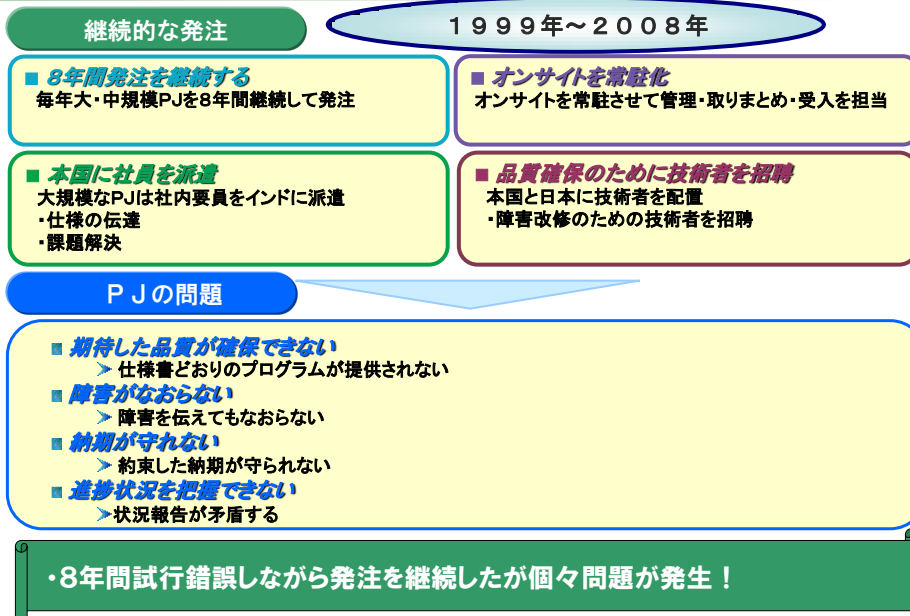 継続的な発注
1999年～2008年
■ 8年間発注を継続する
毎年大・中規模PJを8年間継続して発注
■ オンサイトを常駐化
オンサイトを常駐させて管理・取りまとめ・受入を担当
■ 本国に社員を派遣
大規模なPJは社内要員をインドに派遣
・仕様の伝達
・課題解決
■ 品質確保のために技術者を招聘
本国と日本に技術者を配置
・障害改修のための技術者を招聘
PJの問題
■ 期待した品質が確保できない
➤ 仕様書どおりのプログラムが提供されない
■ 障害がなおらない
➤ 障害を伝えてもなおらない
■ 納期が守れない
➤ 約束した納期が守られない
■ 進捗状況を把握できない
➤状況報告が矛盾する
・8年間試行錯誤しながら発注を継続したが個々問題が発生！